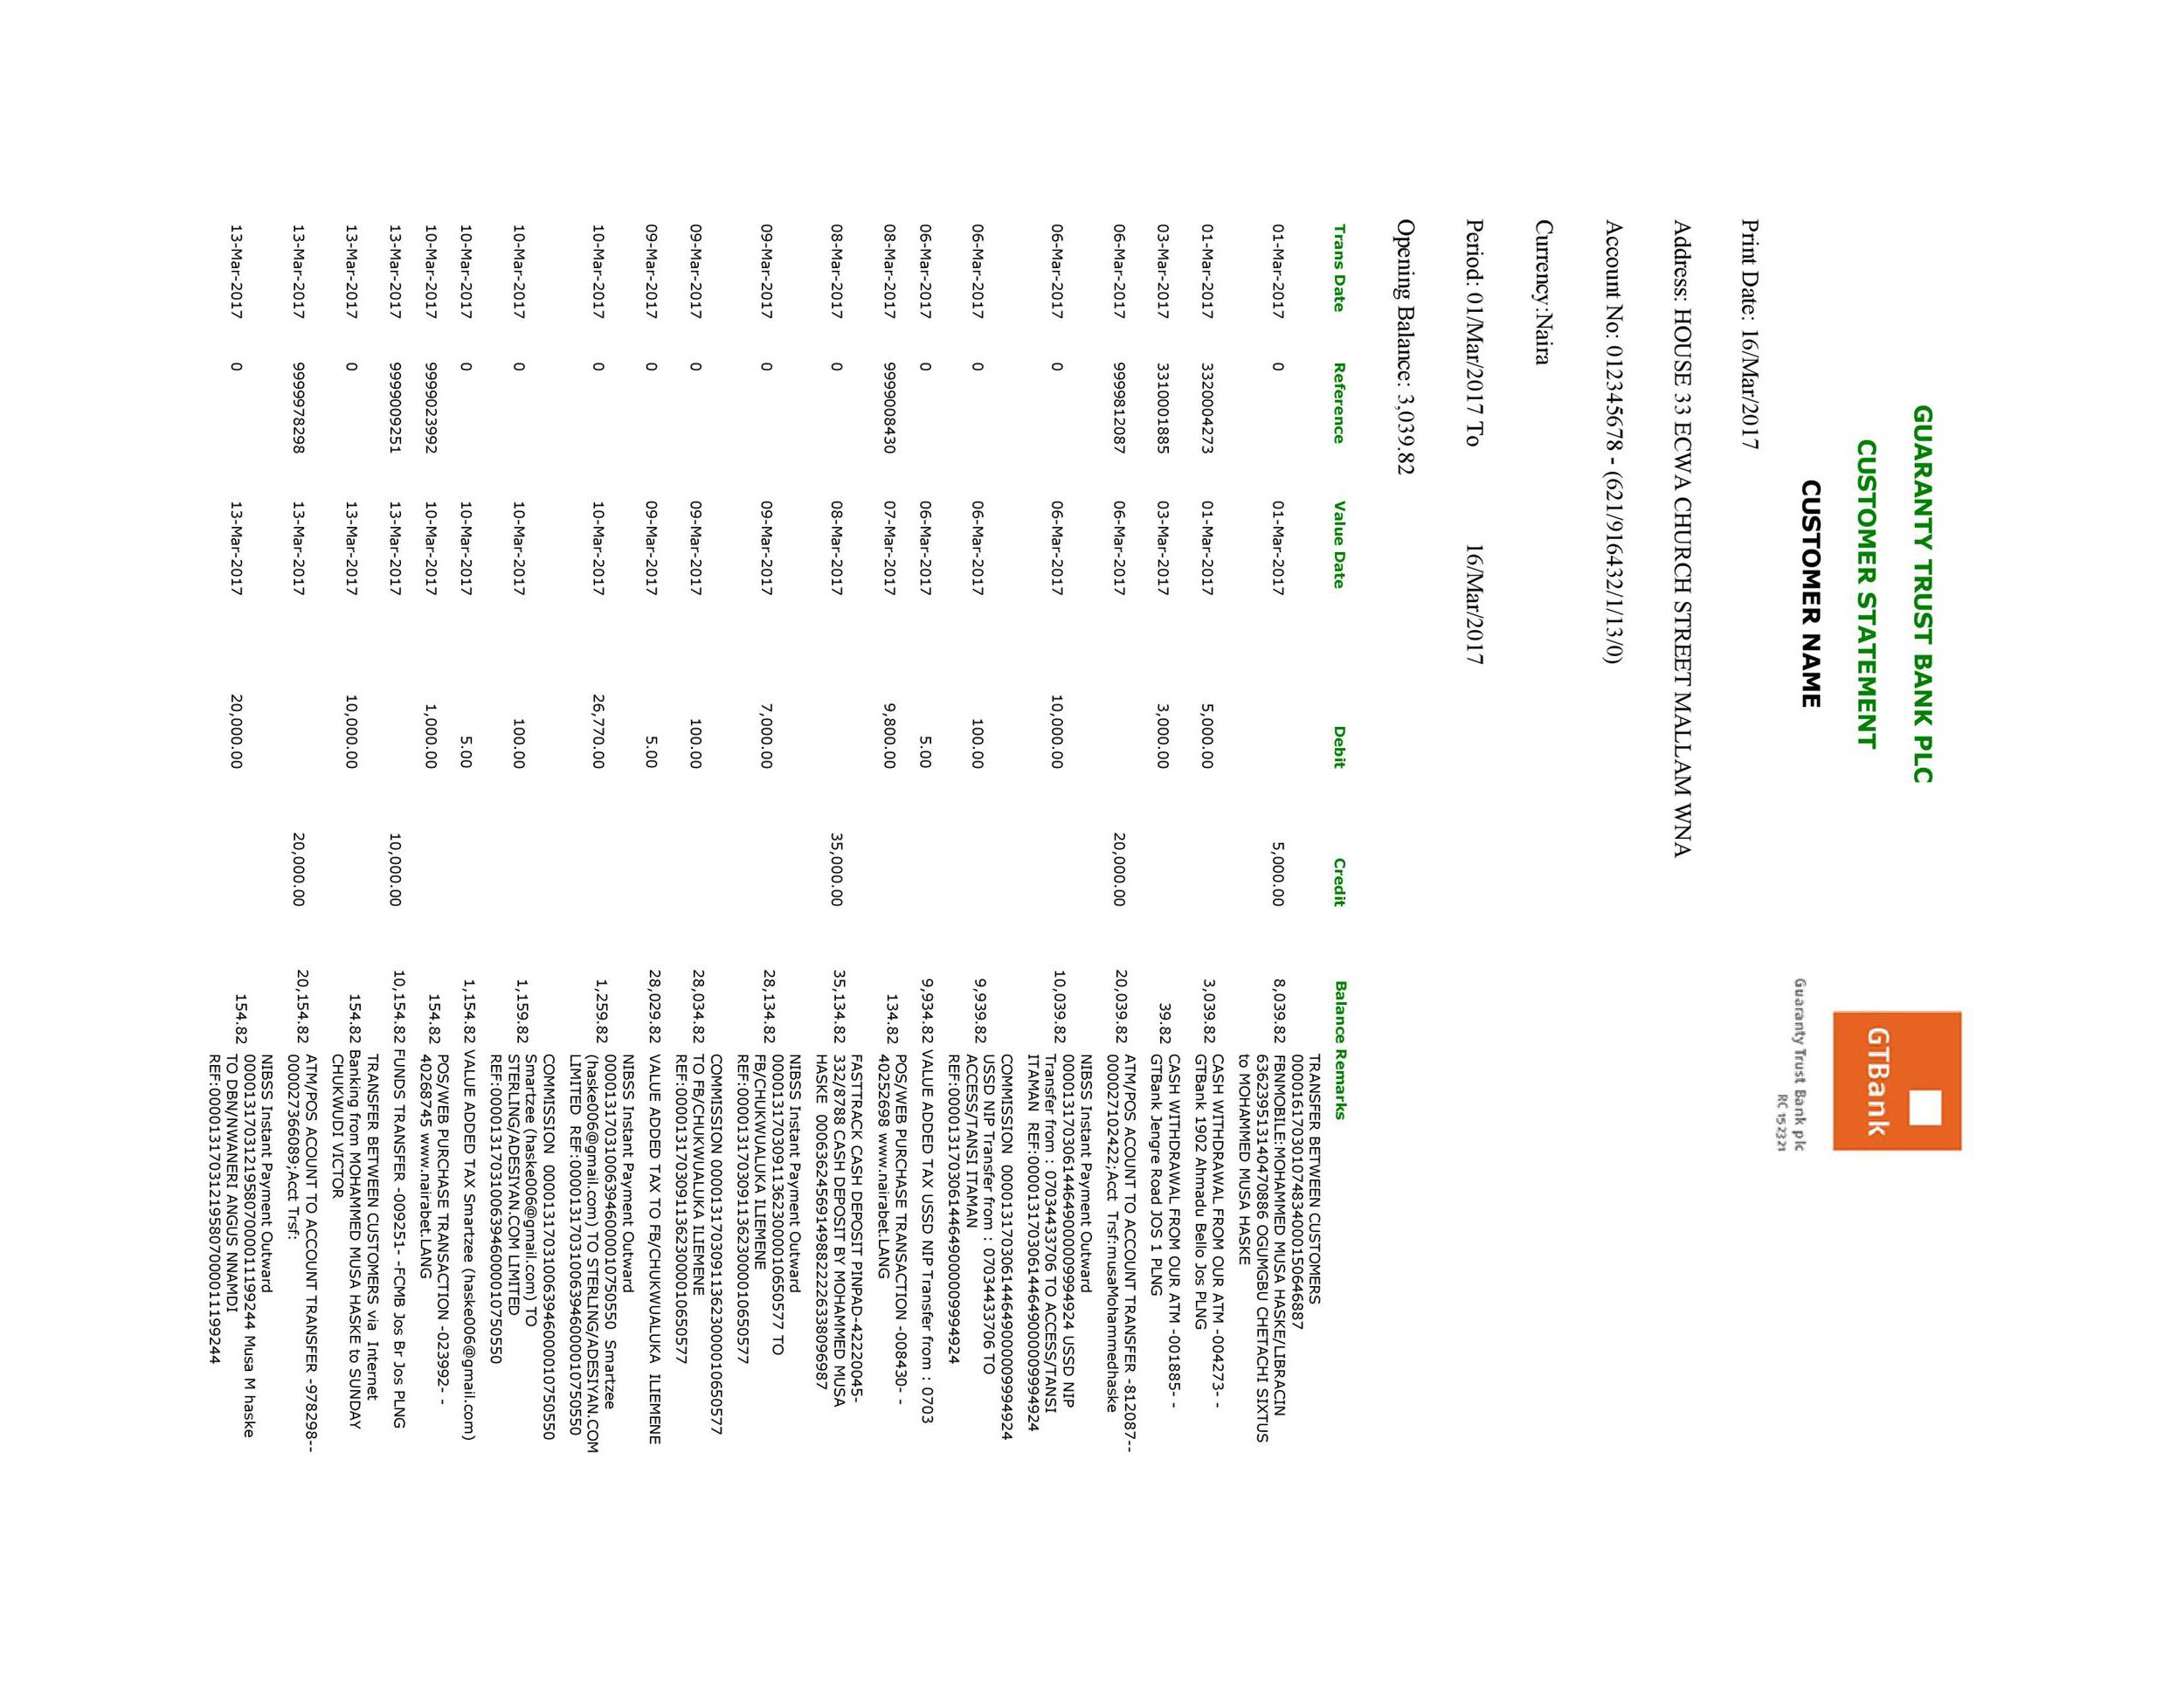 GUARANTY TRUST BANK PLC
CUSTOMER STATEMENT
CUSTOMER NAME
GTBank
Guaranty Trust Bank plc
RC 152321
Print Date: 16/Mar/2017
Address: HOUSE 33 ECWA CHURCH STREET MALLAM WNA
Account No: 012345678 - (621/916432/1/13/0)
Currency:Naira
Period: 01/Mar/2017 To 16/Mar/2017
Opening Balance: 3,039.82
Trans Date Reference Value Date Debit Credit Balance Remarks
TRANSFER BETWEEN CUSTOMERS
000016170301074834000150646887
01-Mar-2017 0 01-Mar-2017 5,000.00 8,039.82 FBNMOBILE:MOHAMMED MUSA HASKE/LIBRACIN
636239513140470886 OGUMGBU CHETACHI SIXTUS
to MOHAMMED MUSA HASKE
01-Mar-2017 3320004273 01-Mar-2017 5,000.00 3,039.82 CASH WITHDRAWAL FROM OUR ATM -004273- -
GTBank 1902 Ahmadu Bello Jos PLNG
03-Mar-2017 3310001885 03-Mar-2017 3,000.00 39.82 CASH WITHDRAWAL FROM OUR ATM -001885- -
GTBank Jengre Road JOS 1 PLNG
06-Mar-2017 9999812087 06-Mar-2017 20,000.00 20,039.82 ATM/POS ACOUNT TO ACCOUNT TRANSFER -812087--
000027102422;Acct Trsf:musaMohammedhaske
NIBSS Instant Payment Outward
000013170306144649000009994924 USSD NIP
06-Mar-2017 0 06-Mar-2017 10,000.00 10,039.82 Transfer from : 07034433706 TO ACCESS/TANSI
ITAMAN REF:000013170306144649000009994924
COMMISSION 000013170306144649000009994924
06-Mar-2017 0 06-Mar-2017 100.00 9,939.82 USSD NIP Transfer from : 07034433706 TO
ACCESS/TANSI ITAMAN
REF:000013170306144649000009994924
06-Mar-2017 0 06-Mar-2017 5.00 9,934.82 VALUE ADDED TAX USSD NIP Transfer from : 0703
08-Mar-2017 9999008430 07-Mar-2017 9,800.00 134.82 POS/WEB PURCHASE TRANSACTION -008430- -
40252698 www.nairabet.LANG
FASTTRACK CASH DEPOSIT PINPAD-42220045-
08-Mar-2017 0 08-Mar-2017 35,000.00 35,134.82 332/8788 CASH DEPOSIT BY MOHAMMED MUSA
HASKE 000636245691498822226338096987
NIBSS Instant Payment Outward
09-Mar-2017 0 09-Mar-2017 7,000.00 28,134.82 000013170309113623000010650577 TO
FB/CHUKWUALUKA ILIEMENE
REF:000013170309113623000010650577
COMMISSION 000013170309113623000010650577
09-Mar-2017 0 09-Mar-2017 100.00 28,034.82 TO FB/CHUKWUALUKA ILIEMENE
REF:000013170309113623000010650577
09-Mar-2017 0 09-Mar-2017 5.00 28,029.82 VALUE ADDED TAX TO FB/CHUKWUALUKA ILIEMENE
NIBSS Instant Payment Outward
000013170310063946000010750550 Smartzee
10-Mar-2017 0 10-Mar-2017 26,770.00 1,259.82 (haske006@gmail.com) TO STERLING/ADESIYAN.COM
LIMITED REF:000013170310063946000010750550
COMMISSION 000013170310063946000010750550
10-Mar-2017 0 10-Mar-2017 100.00 1,159.82 Smartzee (haske006@gmail.com) TO
STERLING/ADESIYAN.COM LIMITED
REF:000013170310063946000010750550
10-Mar-2017 0 10-Mar-2017 5.00 1,154.82 VALUE ADDED TAX Smartzee (haske006@gmail.com)
10-Mar-2017 9999023992 10-Mar-2017 1,000.00 154.82 POS/WEB PURCHASE TRANSACTION -023992- -
40268745 www.nairabet.LANG
13-Mar-2017 9999009251 13-Mar-2017 10,000.00 10,154.82 FUNDS TRANSFER -009251- -FCMB Jos Br Jos PLNG
TRANSFER BETWEEN CUSTOMERS via Internet
13-Mar-2017 0 13-Mar-2017 10,000.00 154.82 Banking from MOHAMMED MUSA HASKE to SUNDAY
CHUKWUDI VICTOR
13-Mar-2017 9999978298 13-Mar-2017 20,000.00 20,154.82 ATM/POS ACOUNT TO ACCOUNT TRANSFER -978298--
000027366089;Acct Trsf:
NIBSS Instant Payment Outward
000013170312195807000011199244 Musa M haske
13-Mar-2017 0 13-Mar-2017 20,000.00 154.82 TO DBN/NWANERI ANGUS NNAMDI
REF:000013170312195807000011199244